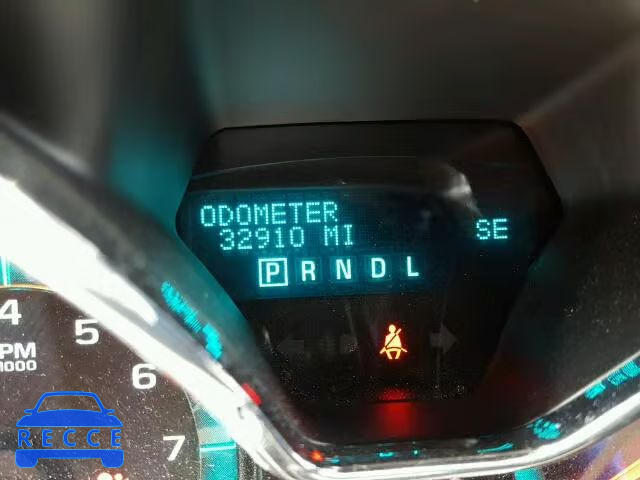 ODOMETER
32910 MI
SE
P R N D L
4
5
6
7
PM
1000
RECCE